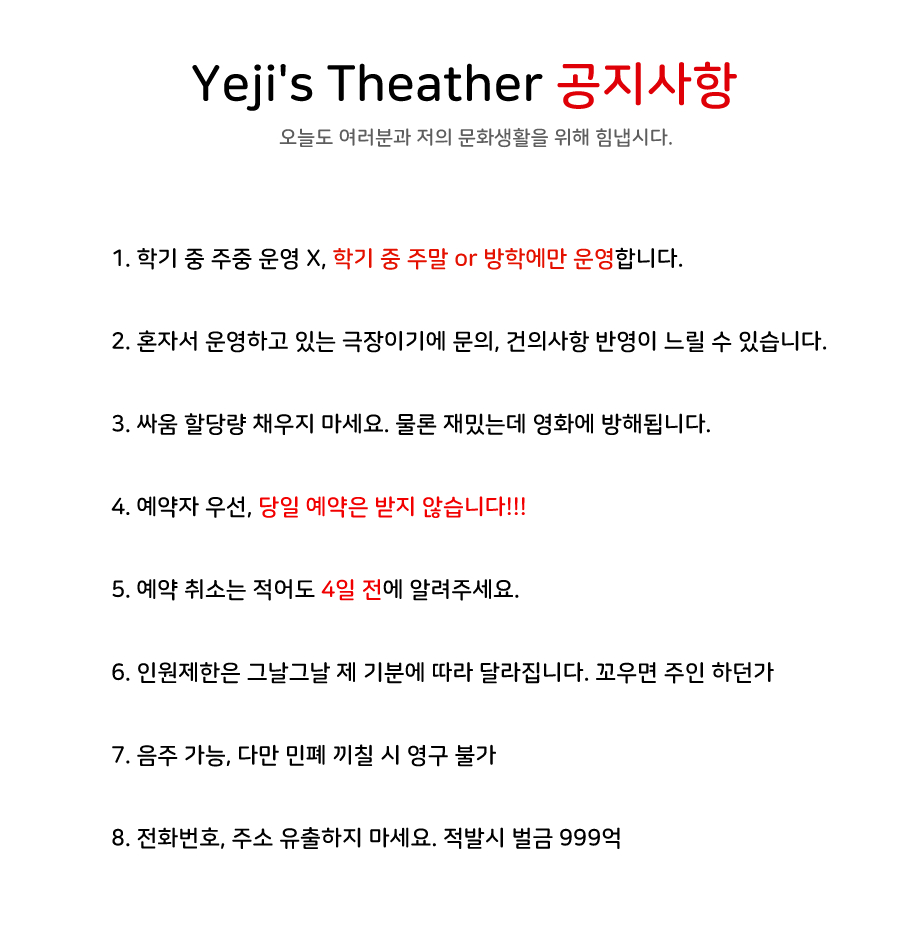 Yeji's Theather 공지사항
오늘도 여러분과 저의 문화생활을 위해 힘냅시다.
1. 학기 중 주중 운영 X, 학기 중 주말 or 방학에만 운영합니다.
2. 혼자서 운영하고 있는 극장이기에 문의, 건의사항 반영이 느릴 수 있습니다.
3. 싸움 할당량 채우지 마세요. 물론 재밌는데 영화에 방해됩니다.
4. 예약자 우선, 당일 예약은 받지 않습니다!!!
5. 예약 취소는 적어도 4일 전에 알려주세요.
6. 인원제한은 그날그날 제 기분에 따라 달라집니다. 꼬우면 주인 하던가
7. 음주 가능, 다만 민폐 끼칠 시 영구 불가
8. 전화번호, 주소 유출하지 마세요. 적발시 벌금 999억